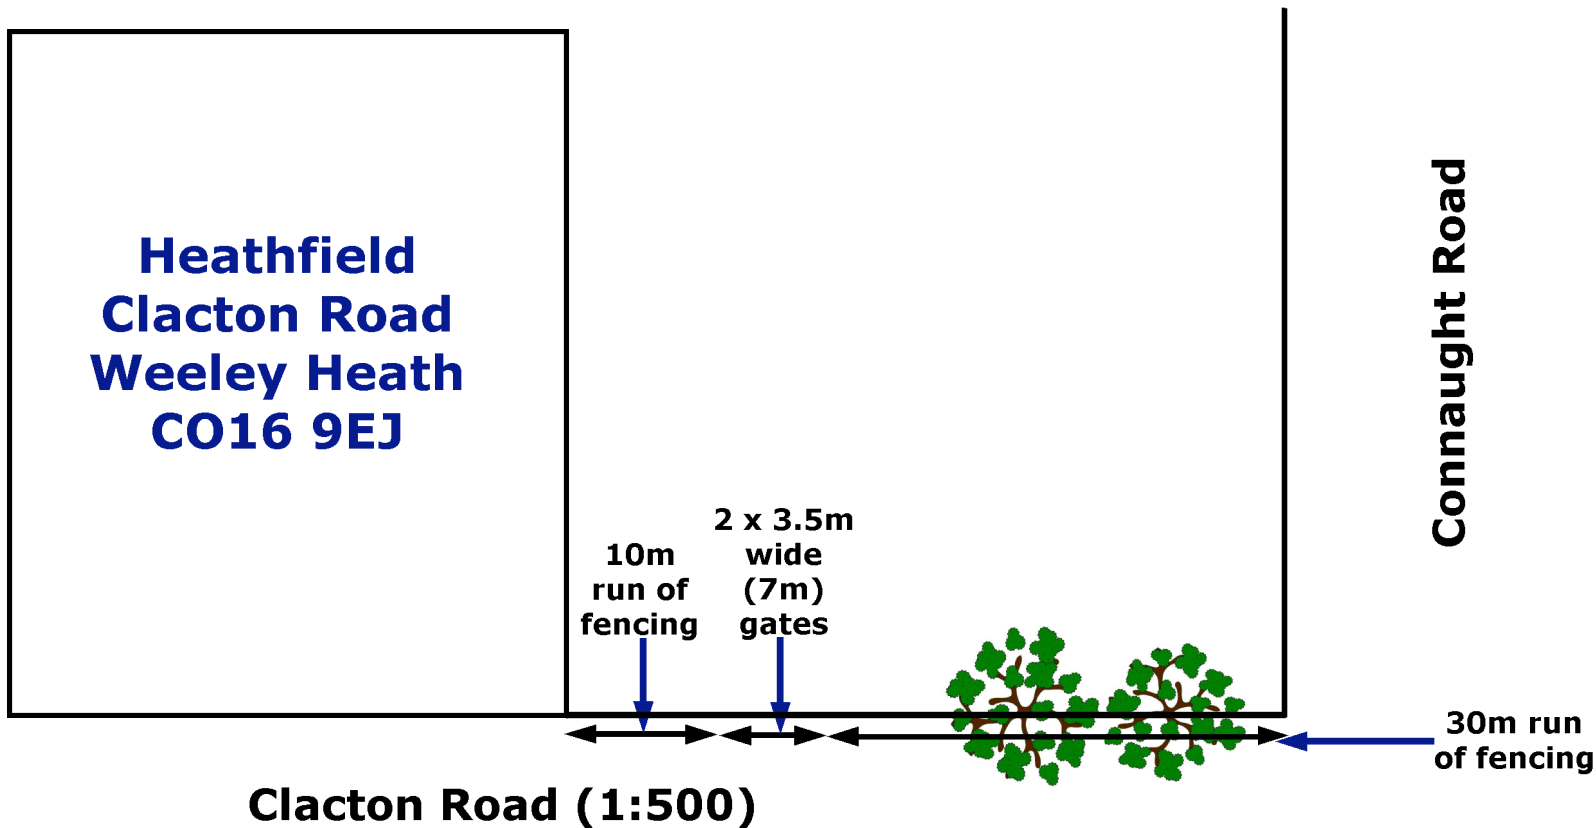 Heathfield
Clacton Road
Weeley Heath
CO16 9EJ
10m
run of
fencing
2 x 3.5m
wide
(7m)
gates
Connaught Road
30m run
of fencing
Clacton Road (1:500)